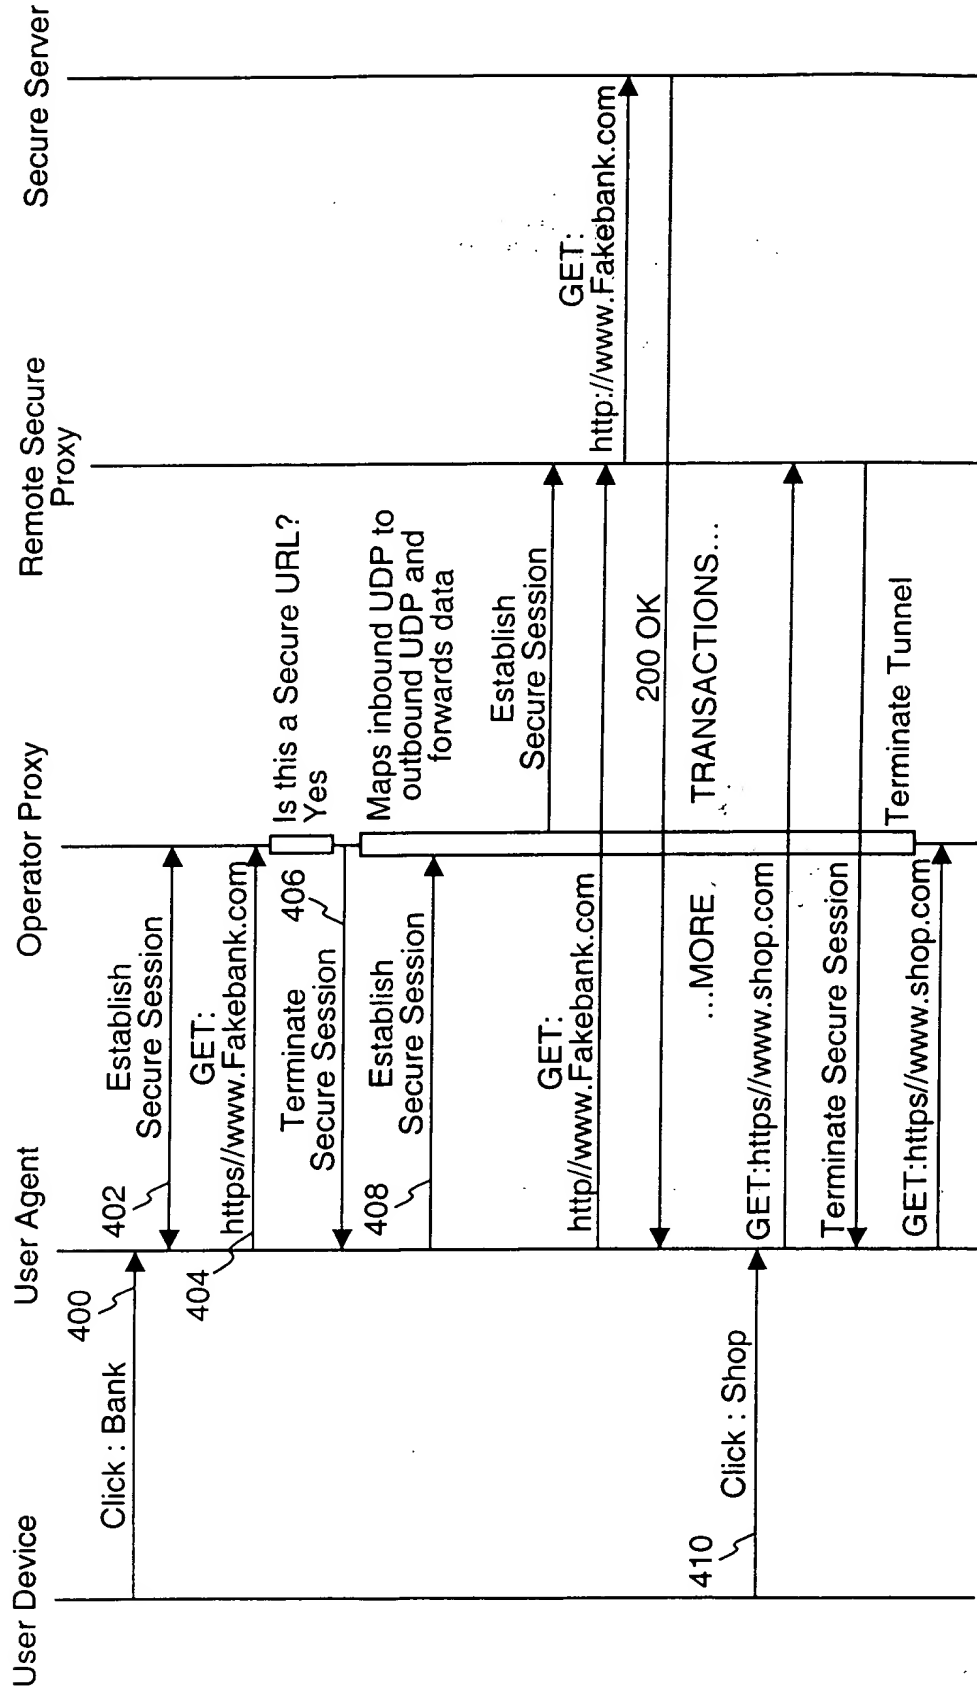 User Device
User Agent
Operator Proxy
Remote Secure
Proxy
Secure Server
Click : Bank
400
402
Establish
Secure Session
404
GET:
https//www.Fakebank.com
Is this a Secure URL?
Yes
Terminate
Secure Session
406
Maps inbound UDP to
outbound UDP and
forwards data
408
Establish
Secure Session
Establish
Secure Session
GET:
http//www.Fakebank.com
GET:
http://www.Fakebank.com
200 OK
...MORE
TRANSACTIONS...
410
Click : Shop
GET:https//www.shop.com
Terminate Secure Session
Terminate Tunnel
GET:https//www.shop.com